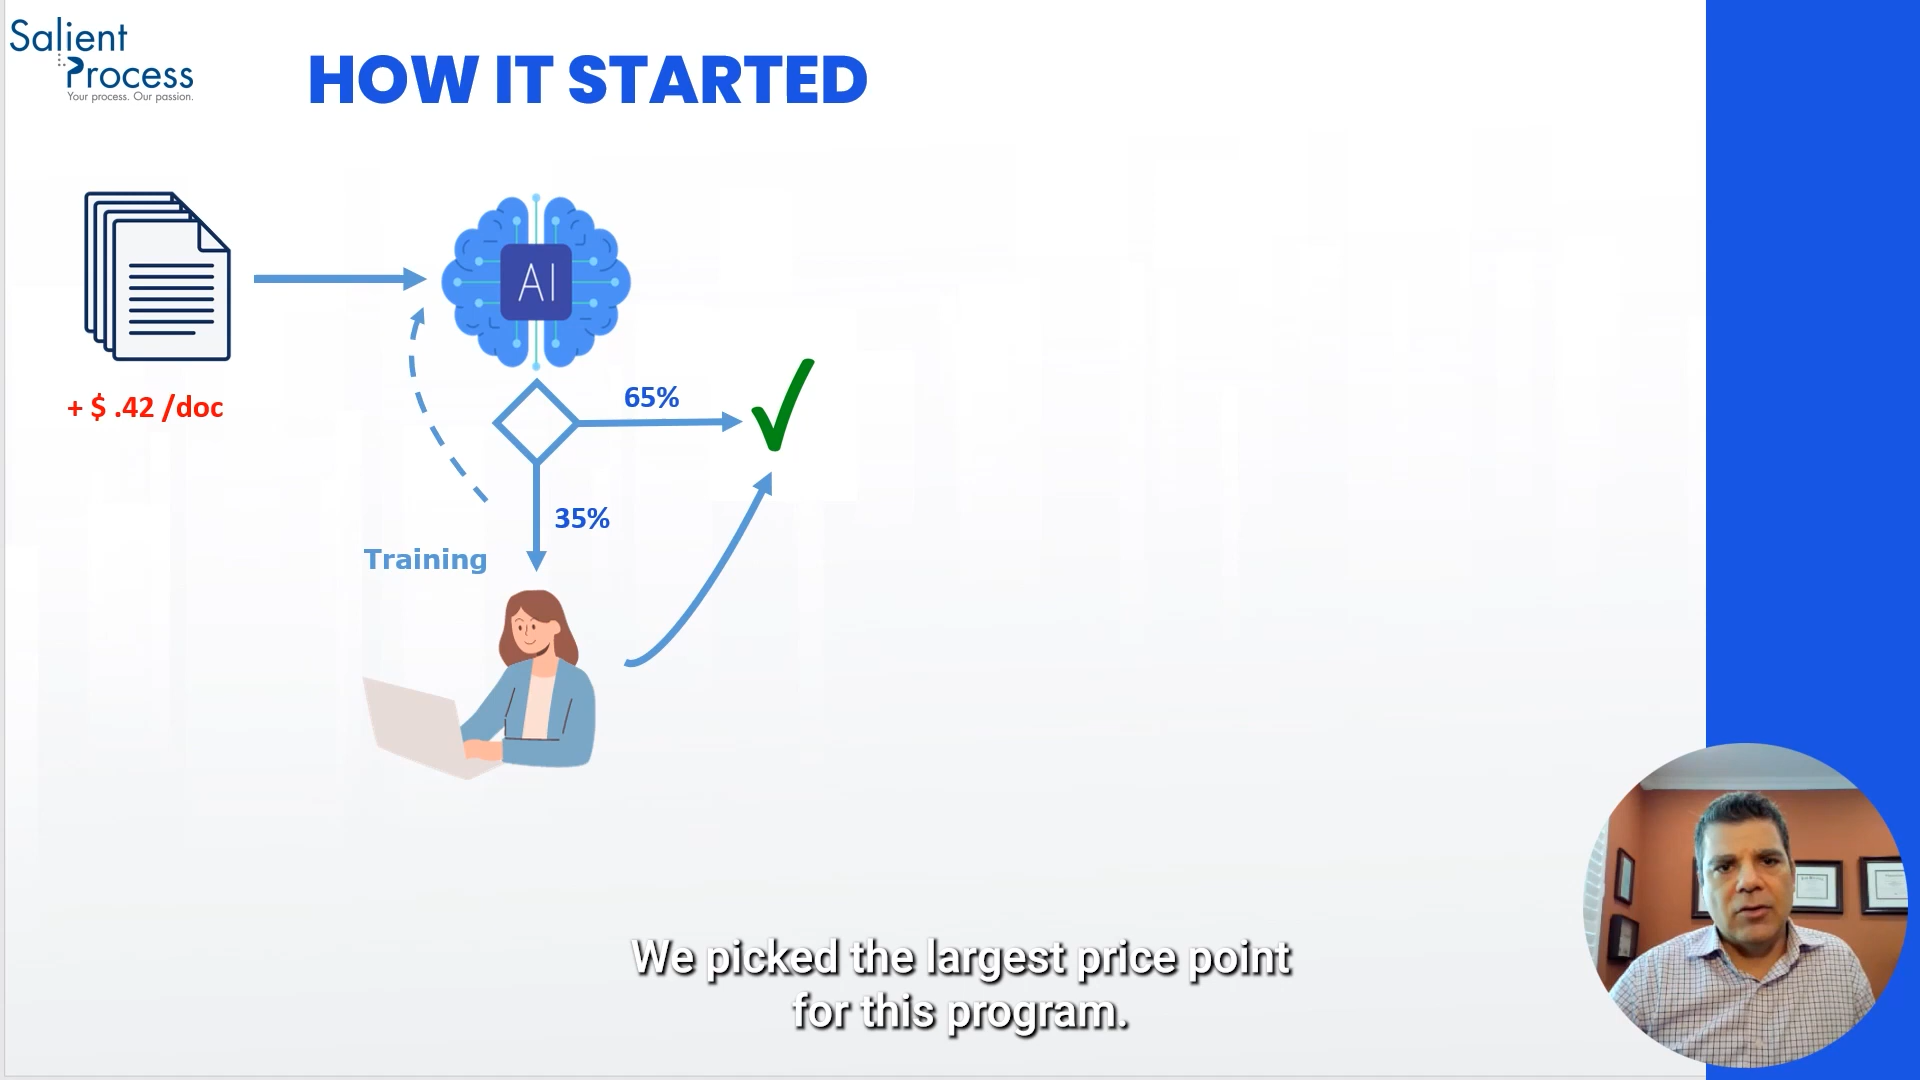 Salient
Process
Your process. Our passion.
HOW IT STARTED
AI
+ $ .42 /doc
65%
35%
Training
We picked the largest price point
for this program.